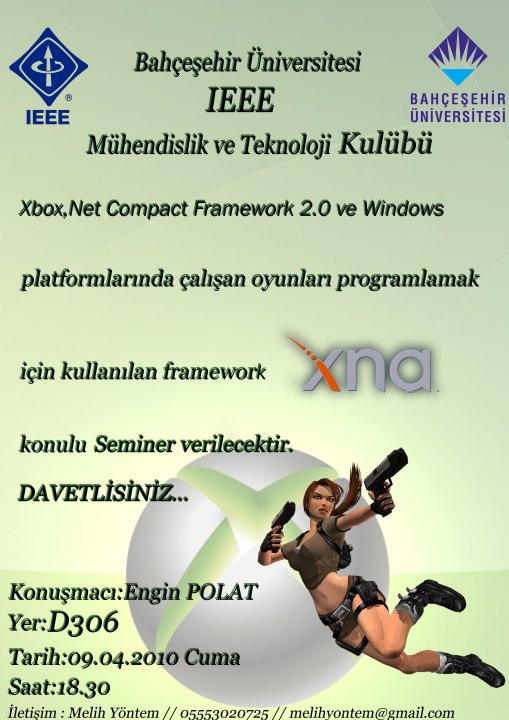 IEEE®
Bahçeşehir Üniversitesi
IEEE
Mühendislik ve Teknoloji Kulübü
BAHÇEŞEHİR
ÜNİVERSİTESİ
Xbox,Net Compact Framework 2.0 ve Windows
platformlarında çalışan oyunları programlamak
için kullanılan framework
xna
konulu Seminer verilecektir.
DAVETLİSİNİZ...
Konuşmacı:Engin POLAT
Yer:D306
Tarih:09.04.2010 Cuma
Saat:18.30
İletişim : Melih Yöntem // 05553020725 // melihyontem@gmail.com